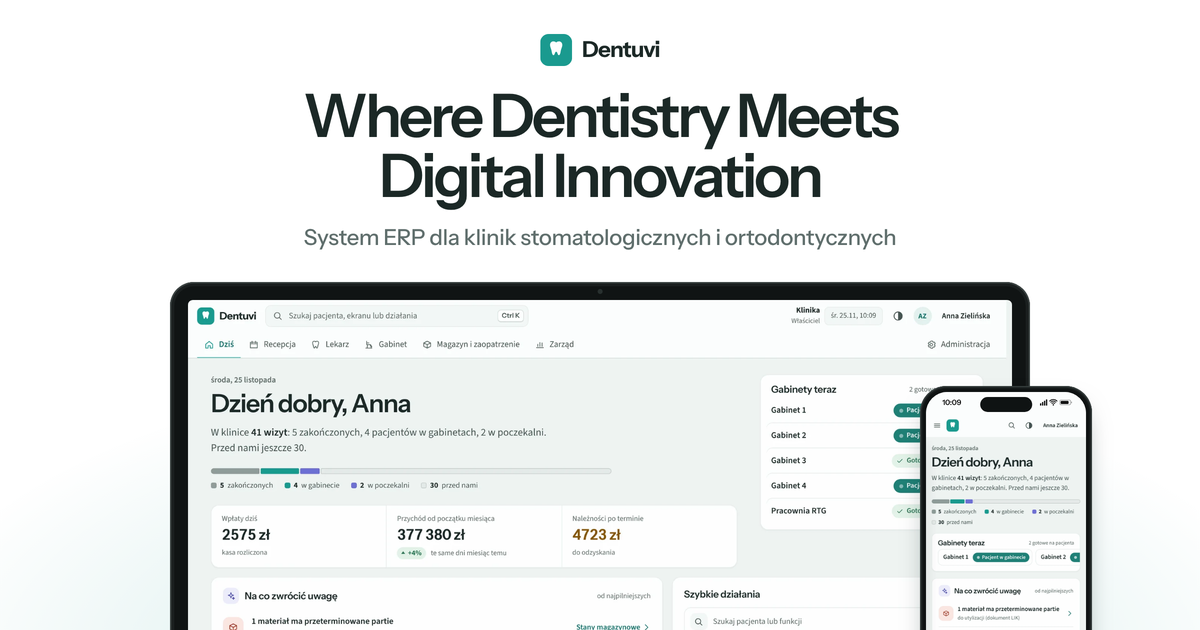 Dentuvi
Where Dentistry Meets
Digital Innovation
System ERP dla klinik stomatologicznych i ortodontycznych
Dentuvi
Szukaj pacjenta, ekranu lub działania
Ctrl K
Klinika
Właściciel
śr. 25.11, 10:09
AZ
Anna Zielińska
Dziś
Recepcja
Lekarz
Gabinet
Magazyn i zaopatrzenie
Zarząd
Administracja
środa, 25 listopada
Dzień dobry, Anna
W klinice 41 wizyt: 5 zakończonych, 4 pacjentów w gabinetach, 2 w poczekalni.
Przed nami jeszcze 30.
5 zakończonych
4 w gabinecie
2 w poczekalni
30 przed nami
Wpłaty dziś
2575 zł
kasa rozliczona
Przychód od początku miesiąca
377 380 zł
+4% te same dni miesiąc temu
Należności po terminie
4723 zł
do odzyskania
Na co zwrócić uwagę
od najpilniejszych
1 materiał ma przeterminowane partie
Stany magazynowe
Szybkie działania
Szukaj pacjenta lub funkcji
Gabinety teraz
Gabinet 1
Gabinet 2
Gabinet 3
Gabinet 4
Pracownia RTG
10:09
Anna Zielińska
środa, 25 listopada
Dzień dobry, Anna
W klinice 41 wizyt: 5 zakończonych, 4 pacjentów w
gabinetach, 2 w poczekalni. Przed nami jeszcze 30.
5 zakończonych
4 w gabinecie
2 w poczekalni
30 przed nami
Gabinety teraz
2 gotowe na pacjenta
Gabinet 1
Pacjent w gabinecie
Gabinet 2
Na co zwrócić uwagę
od najpilniejszych
1 materiał ma przeterminowane partie
do utylizacji (dokument LIK)